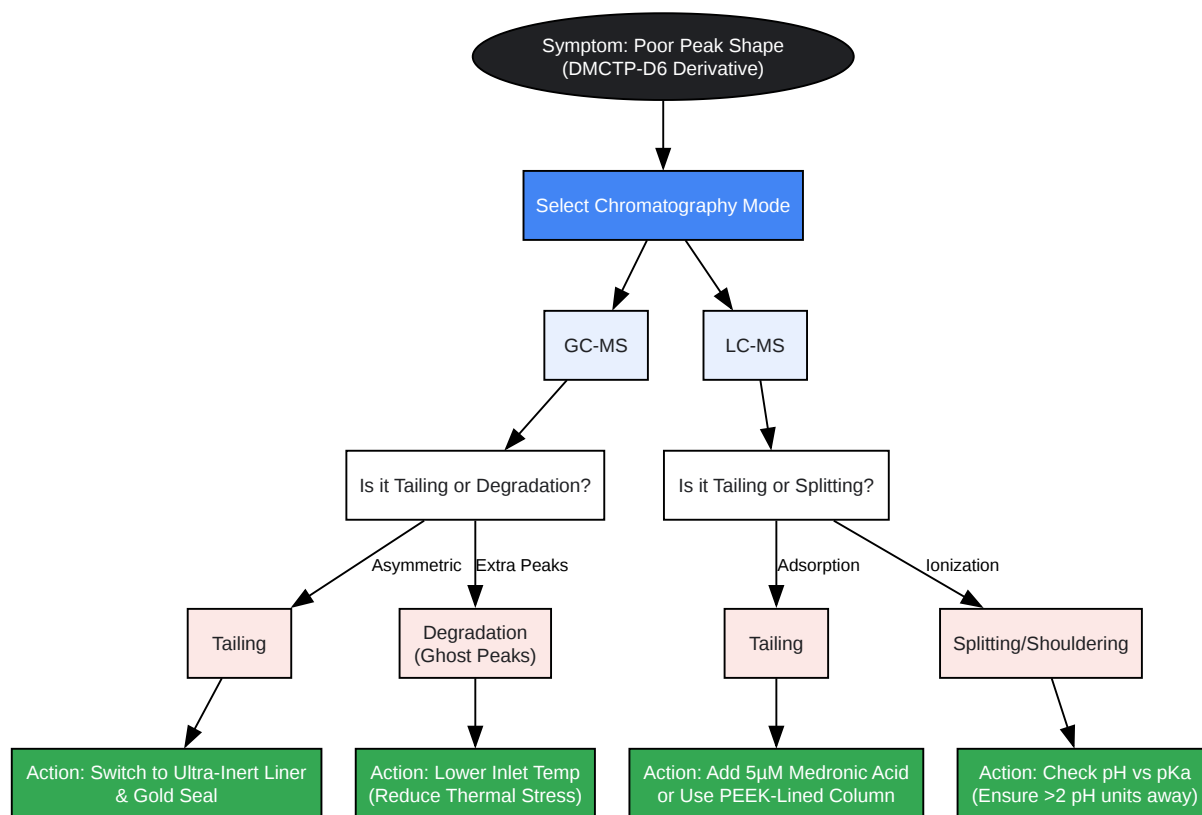 Symptom: Poor Peak Shape
(DMCTP-D6 Derivative)
Select Chromatography Mode
GC-MS
LC-MS
Is it Tailing or Degradation?
Is it Tailing or Splitting?
Asymmetric
Extra Peaks
Adsorption
Ionization
Tailing
Degradation
(Ghost Peaks)
Tailing
Splitting/Shouldering
Action: Switch to Ultra-Inert Liner
& Gold Seal
Action: Lower Inlet Temp
(Reduce Thermal Stress)
Action: Add 5µM Medronic Acid
or Use PEEK-Lined Column
Action: Check pH vs pKa
(Ensure >2 pH units away)